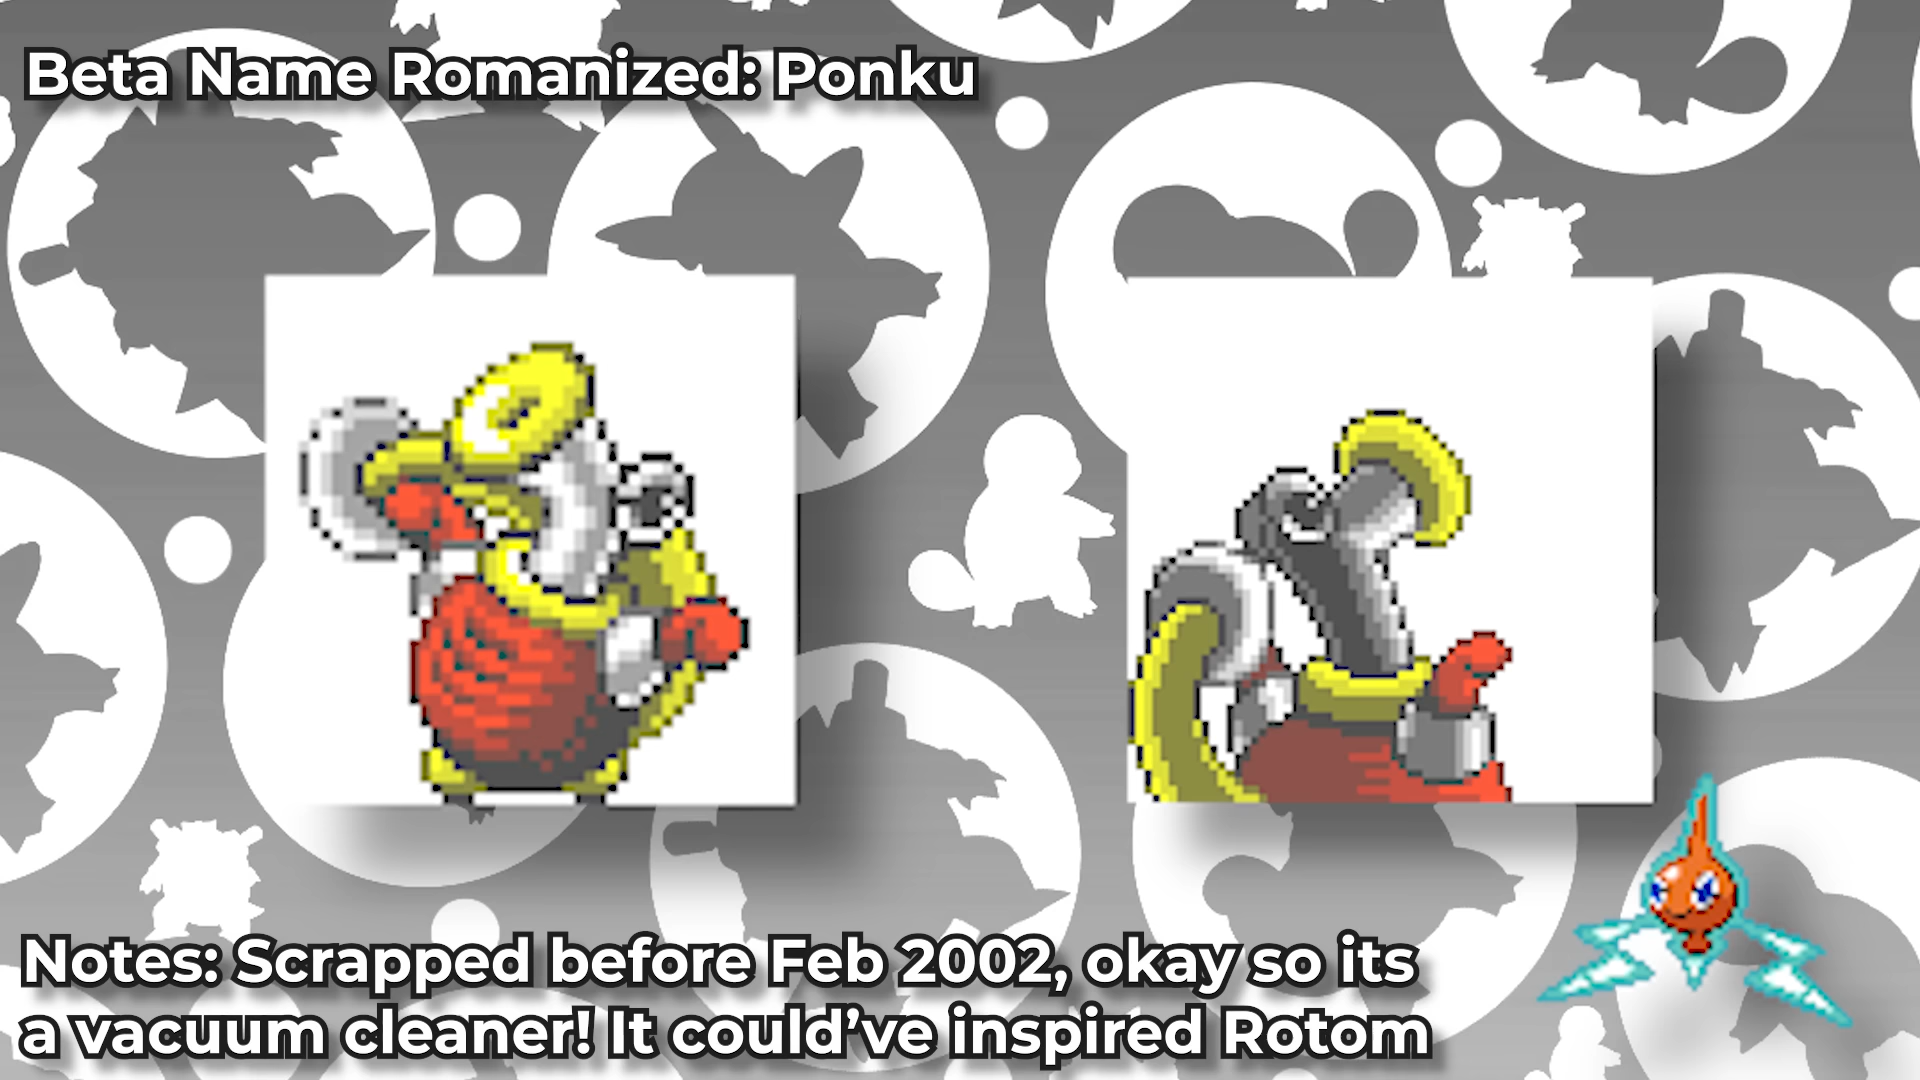 Beta Name Romanized: Ponku
Notes: Scrapped before Feb 2002, okay so its
a vacuum cleaner! It could’ve inspired Rotom